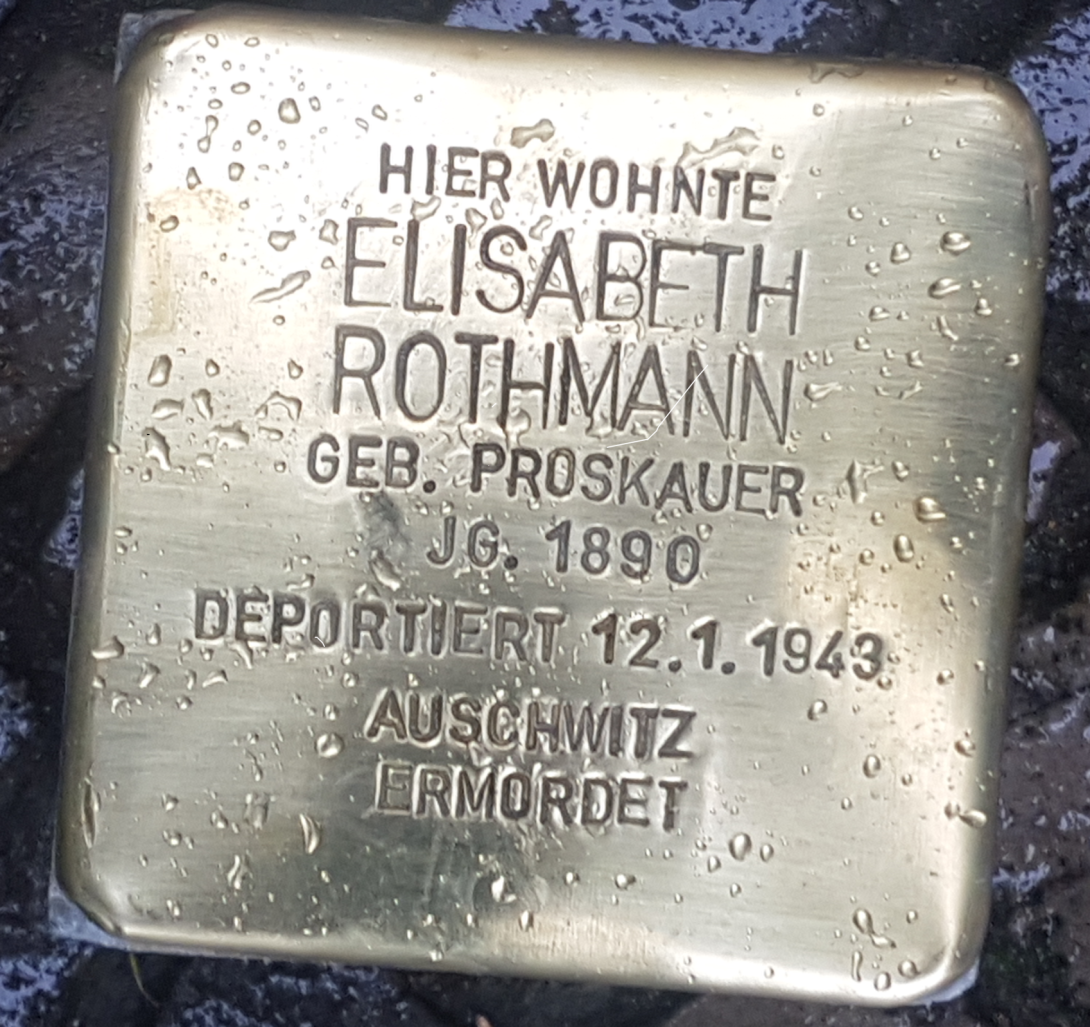 HIER WOHNTE
ELISABETH
ROTHMANN
GEB. PROSKAUER
JG. 1890
DEPORTIERT 12.1.1943
AUSCHWITZ
ERMORDET